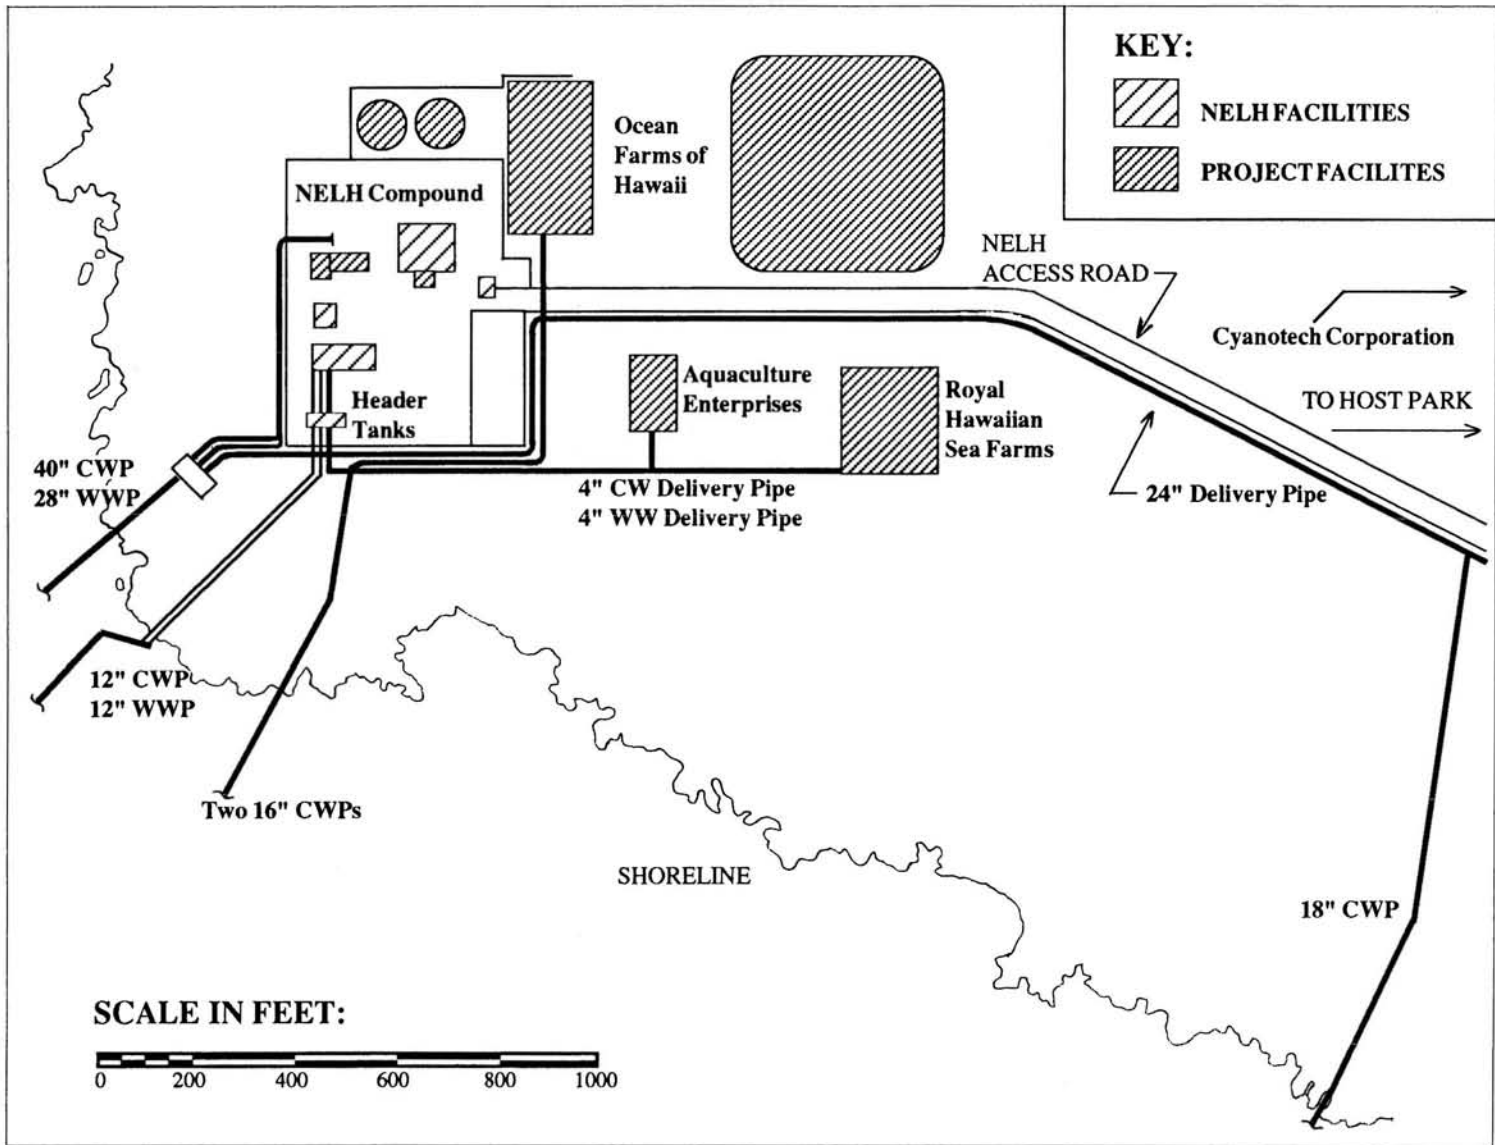 KEY:
NELH FACILITIES
PROJECT FACILITES
Ocean
Farms of
Hawaii
NELH Compound
NELH
ACCESS ROAD
Cyanotech Corporation
Aquaculture
Enterprises
Royal
Hawaiian
Sea Farms
TO HOST PARK
Header
Tanks
40" CWP
28" WWP
4" CW Delivery Pipe
4" WW Delivery Pipe
24" Delivery Pipe
12" CWP
12" WWP
Two 16" CWPs
SHORELINE
18" CWP
SCALE IN FEET:
0 200 400 600 800 1000